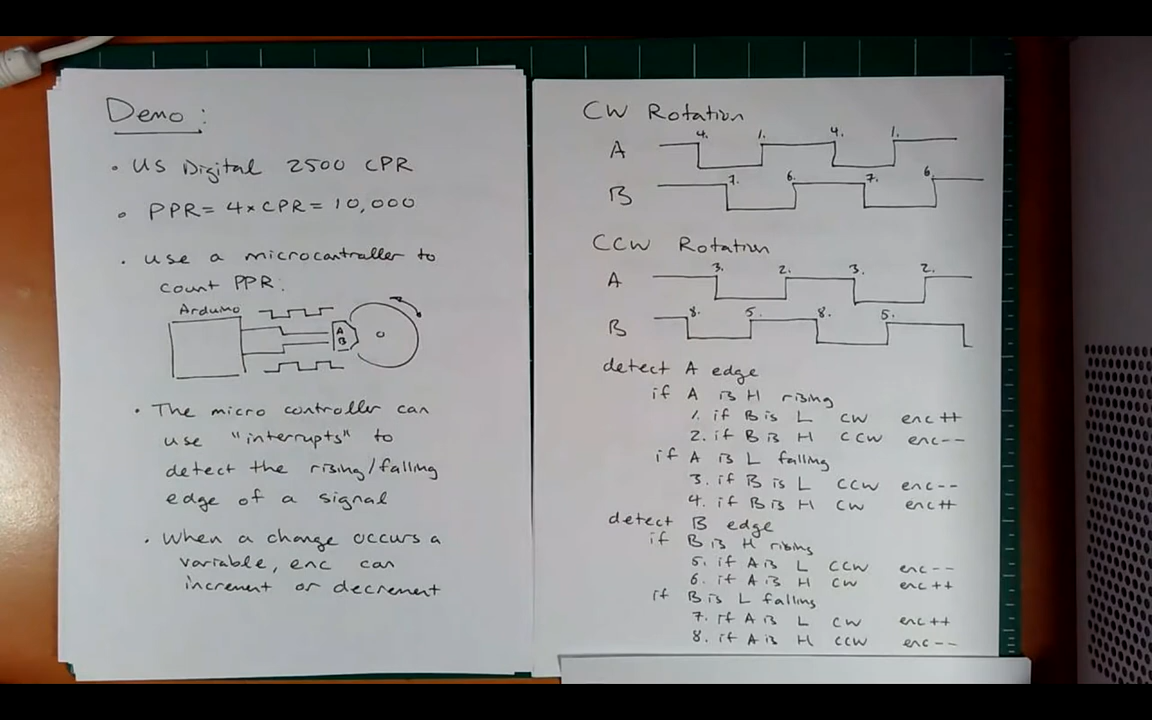 Demo:
• US Digital 2500 CPR
• PPR= 4×CPR= 10,000
• use a microcontroller to
count PPR.
Arduino
A
B
• The micro controller can
use "interrupts" to
detect the rising/falling
edge of a signal
• When a change occurs a
variable, enc can
increment or decrement
CW Rotation
4. 1. 4. 1.
A
7. 6. 7. 6.
B
CCW Rotation
3. 2. 3. 2.
A
8. 5. 8. 5.
B
detect A edge
if A is H rising
1. if B is L CW enc++
2. if B is H CCW enc--
if A is L falling
3. if B is L CCW enc--
4. if B is H CW enc++
detect B edge
if B is H rising
5. if A is L CCW enc--
6. if A is H CW enc++
if B is L falling
7. if A is L CW enc++
8. if A is H CCW enc--